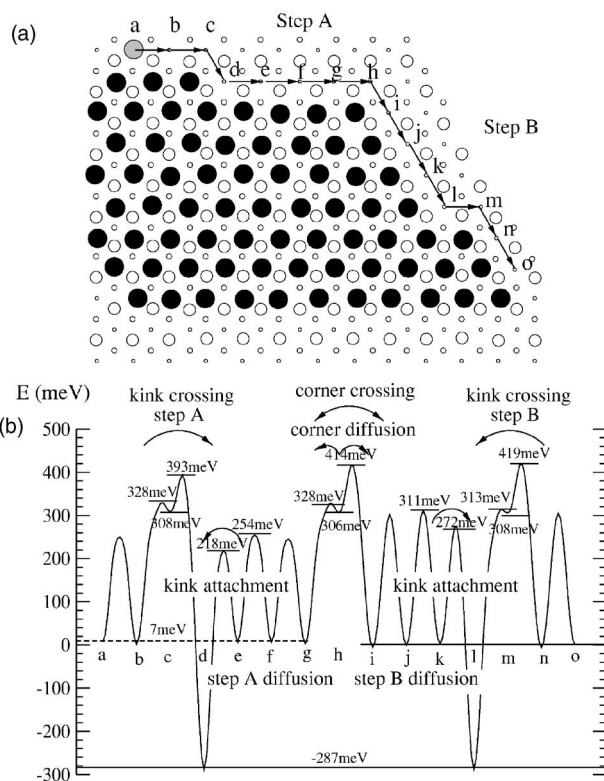 (a)
Step A
a b c
d e f g h
i
Step B
j
k
l m
n
o
E (meV)
(b)
kink crossing
step A
corner crossing
corner diffusion
kink crossing
step B
500
400
300
200
100
0
-100
-200
-300
393meV
414meV
419meV
328meV
308meV
218meV
254meV
328meV
306meV
311meV
272meV
313meV
308meV
kink attachment
kink attachment
7meV
a b c d e f g h i j k l m n o
step A diffusion
step B diffusion
-287meV